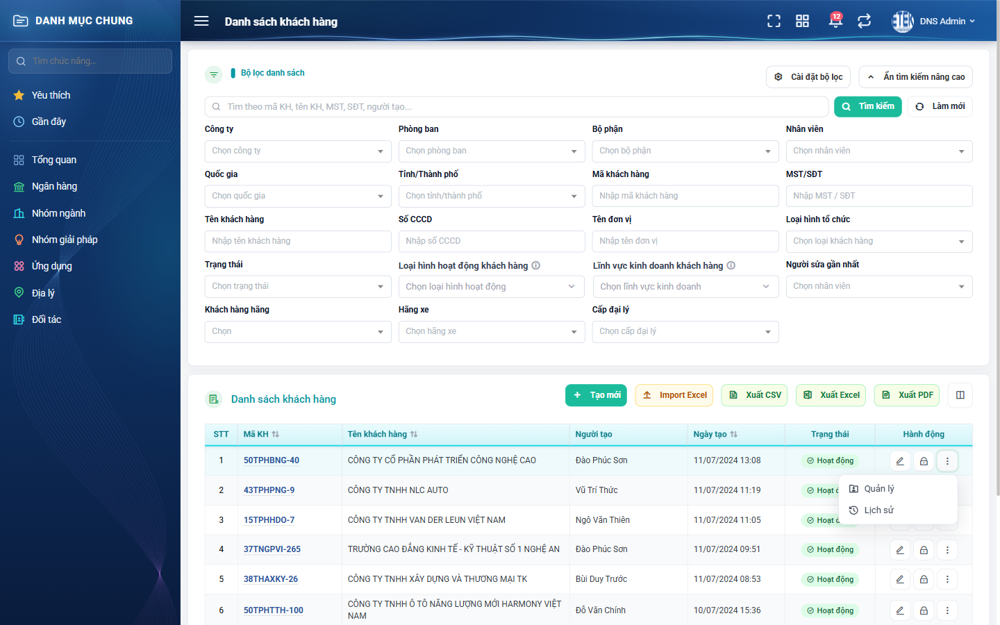 DANH MỤC CHUNG
Tìm chức năng...
Yêu thích
Gần đây
Tổng quan
Ngân hàng
Nhóm ngành
Nhóm giải pháp
Ứng dụng
Địa lý
Đối tác
Danh sách khách hàng
12
DNS Admin
Bộ lọc danh sách
Cài đặt bộ lọc
Ẩn tìm kiếm nâng cao
Tìm theo mã KH, tên KH, MST, SĐT, người tạo...
Tìm kiếm
Làm mới
Công ty
Phòng ban
Bộ phận
Nhân viên
Chọn công ty
Chọn phòng ban
Chọn bộ phận
Chọn nhân viên
Quốc gia
Tỉnh/Thành phố
Mã khách hàng
MST/SĐT
Chọn quốc gia
Chọn tỉnh/thành phố
Nhập mã khách hàng
Nhập MST / SĐT
Tên khách hàng
Số CCCD
Tên đơn vị
Loại hình tổ chức
Nhập tên khách hàng
Nhập số CCCD
Nhập tên đơn vị
Chọn loại khách hàng
Trạng thái
Loại hình hoạt động khách hàng
Lĩnh vực kinh doanh khách hàng
Người sửa gần nhất
Chọn trạng thái
Chọn loại hình hoạt động
Chọn lĩnh vực kinh doanh
Chọn nhân viên
Khách hàng hãng
Hãng xe
Cấp đại lý
Chọn
Chọn hãng xe
Chọn cấp đại lý
Danh sách khách hàng
Tạo mới
Import Excel
Xuất CSV
Xuất Excel
Xuất PDF
STT Mã KH Tên khách hàng Người tạo Ngày tạo Trạng thái Hành động
1 50TPHBNG-40 CÔNG TY CỔ PHẦN PHÁT TRIỂN CÔNG NGHỆ CAO Đào Phúc Sơn 11/07/2024 13:08 Hoạt động
2 43TPHPNG-9 CÔNG TY TNHH NLC AUTO Vũ Trí Thức 11/07/2024 11:19 Hoạt
Quản lý
3 15TPHHDO-7 CÔNG TY TNHH VAN DER LEUN VIỆT NAM Ngô Văn Thiên 11/07/2024 11:05 Hoạt
Lịch sử
4 37TNGPVI-265 TRƯỜNG CAO ĐẲNG KINH TẾ - KỸ THUẬT SỐ 1 NGHỆ AN Đào Phúc Sơn 11/07/2024 09:51 Hoạt động
5 38THAXKY-26 CÔNG TY TNHH XÂY DỰNG VÀ THƯƠNG MẠI TK Bùi Duy Trước 11/07/2024 08:53 Hoạt động
6 50TPHTTH-100 CÔNG TY TNHH Ô TÔ NĂNG LƯỢNG MỚI HARMONY VIỆT NAM Đỗ Văn Chính 10/07/2024 15:36 Hoạt động